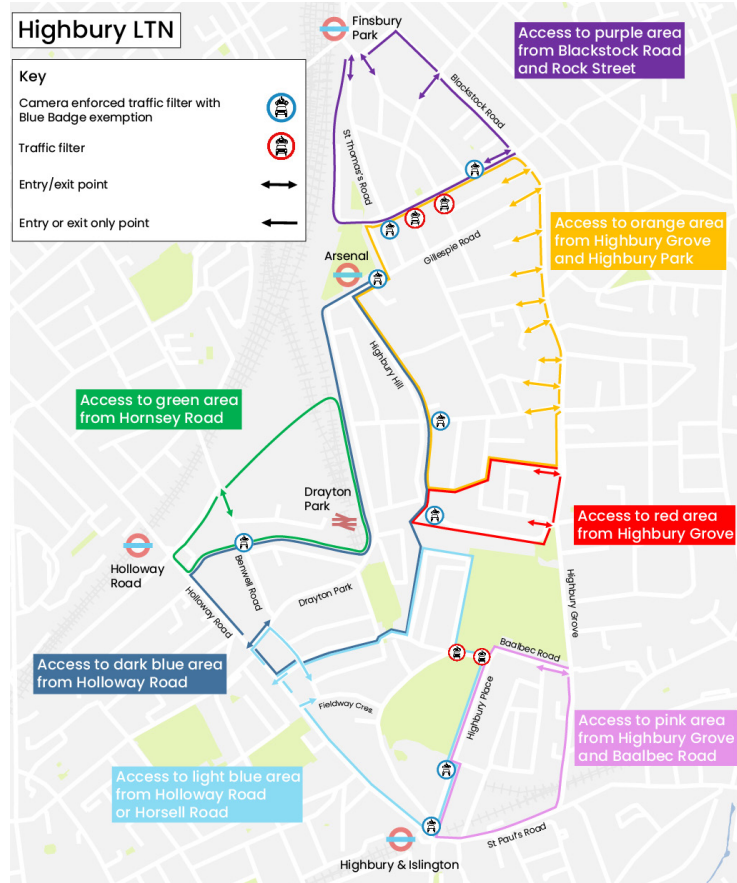 Highbury LTN
Key
Camera enforced traffic filter with
Blue Badge exemption
Traffic filter
Entry/exit point
Entry or exit only point
Finsbury
Park
Access to purple area
from Blackstock Road
and Rock Street
Blackstock Road
St Thomas's Road
Access to orange area
from Highbury Grove
and Highbury Park
Gillespie Road
Arsenal
Highbury Hill
Access to green area
from Hornsey Road
Drayton
Park
Access to red area
from Highbury Grove
Holloway
Road
Benwell Road
Drayton Park
Holloway Road
Highbury Grove
Baalbec Road
Access to dark blue area
from Holloway Road
Fieldway Cres.
Highbury Place
Access to pink area
from Highbury Grove
and Baalbec Road
Access to light blue area
from Holloway Road
or Horsell Road
St Paul's Road
Highbury & Islington